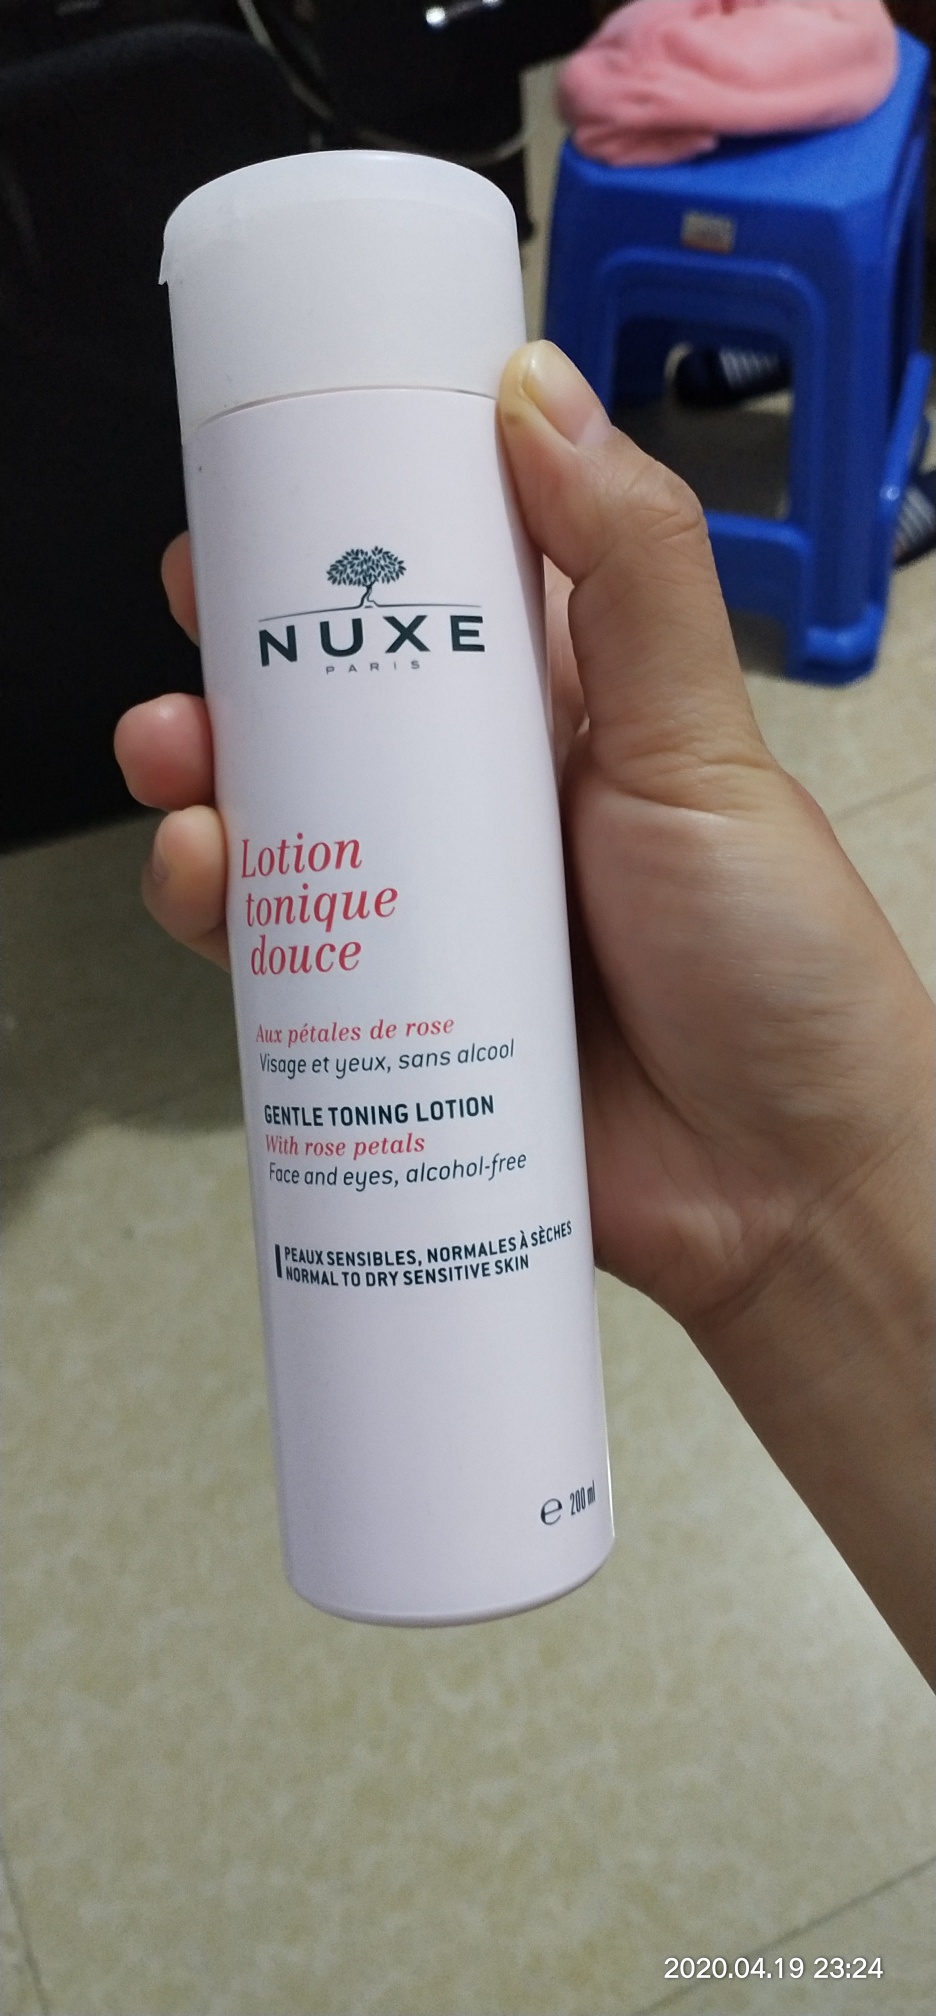 NUXE
PARIS
Lotion
tonique
douce
Aux pétales de rose
Visage et yeux, sans alcool
GENTLE TONING LOTION
With rose petals
Face and eyes, alcohol-free
PEAUX SENSIBLES, NORMALES À SÈCHES
NORMAL TO DRY SENSITIVE SKIN
℮ 200 ml
2020.04.19 23:24